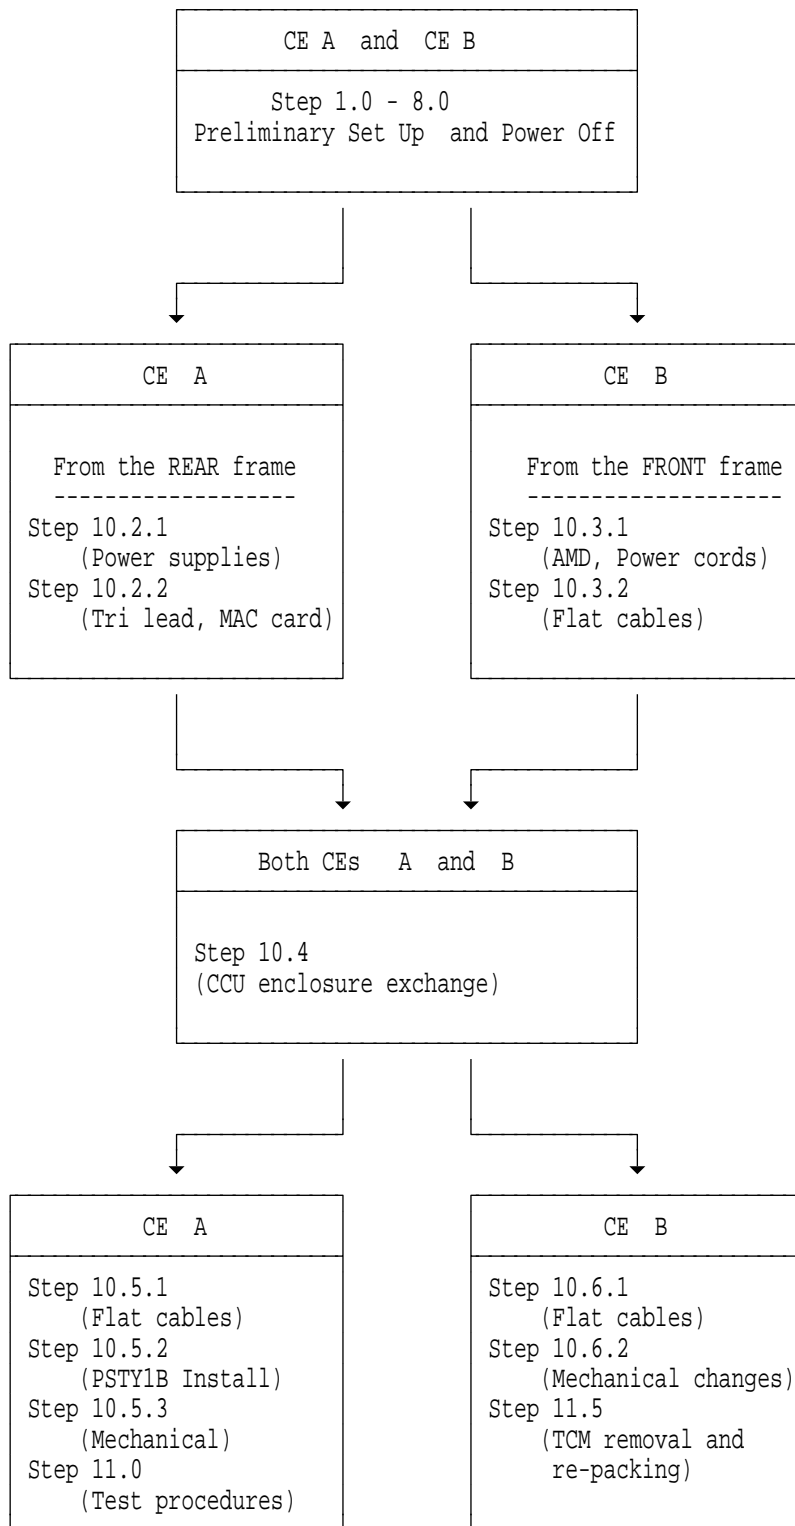 CE A and CE B
Step 1.0 - 8.0
Preliminary Set Up and Power Off
CE A
From the REAR frame
-------------------
Step 10.2.1
(Power supplies)
Step 10.2.2
(Tri lead, MAC card)
CE B
From the FRONT frame
--------------------
Step 10.3.1
(AMD, Power cords)
Step 10.3.2
(Flat cables)
Both CEs A and B
Step 10.4
(CCU enclosure exchange)
CE A
Step 10.5.1
(Flat cables)
Step 10.5.2
(PSTY1B Install)
Step 10.5.3
(Mechanical)
Step 11.0
(Test procedures)
CE B
Step 10.6.1
(Flat cables)
Step 10.6.2
(Mechanical changes)
Step 11.5
(TCM removal and
re-packing)